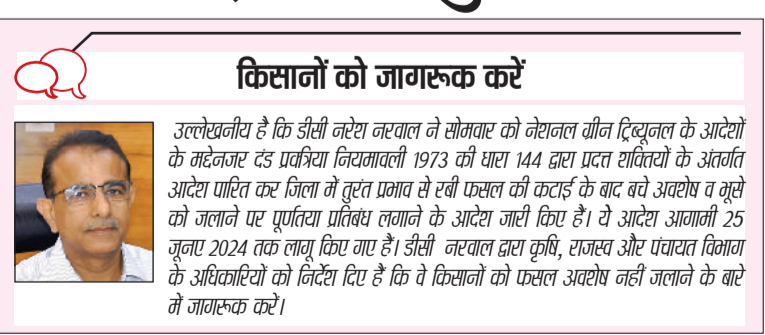 किसानों को जागरूक करें
उल्लेखनीय है कि डीसी नरेश नरवाल ने सोमवार को नेशनल ग्रीन ट्रिब्यूनल के आदेशों
के मद्देनजर दंड प्रक्रिया नियमावली 1973 की धारा 144 द्वारा प्रदत्त शक्तियों के अंतर्गत
आदेश पारित कर जिला में तुरंत प्रभाव से रबी फसल की कटाई के बाद बचे अवशेष व भूसे
को जलाने पर पूर्णतया प्रतिबंध लगाने के आदेश जारी किए हैं। ये आदेश आगामी 25
जूनए 2024 तक लागू किए गए हैं। डीसी नरवाल द्वारा कृषि, राजस्व और पंचायत विभाग
के अधिकारियों को निर्देश दिए हैं कि वे किसानों को फसल अवशेष नहीं जलाने के बारे
में जागरूक करें।